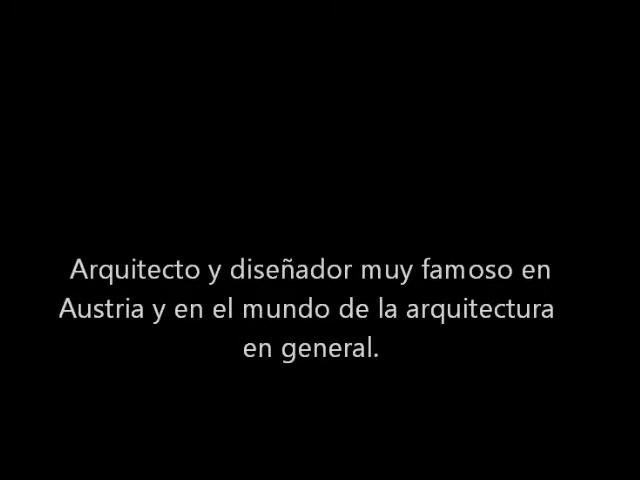 Arquitecto y diseñador muy famoso en
Austria y en el mundo de la arquitectura
en general.